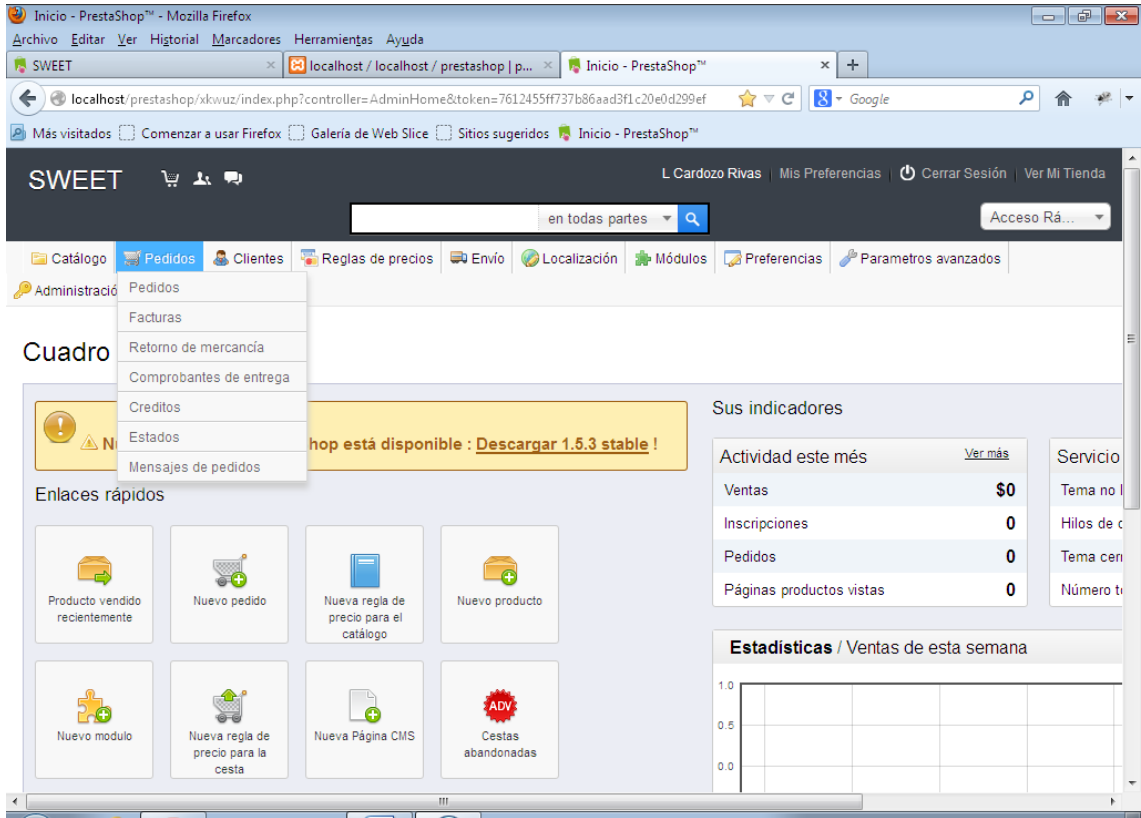 Inicio - PrestaShop™ - Mozilla Firefox
Archivo Editar Ver Historial Marcadores Herramientas Ayuda
SWEET localhost / localhost / prestashop | p... Inicio - PrestaShop™
localhost/prestashop/xkwuz/index.php?controller=AdminHome&token=7612455ff737b86aad3f1c20e0d299ef Google
Más visitados Comenzar a usar Firefox Galería de Web Slice Sitios sugeridos Inicio - PrestaShop™
SWEET L Cardozo Rivas | Mis Preferencias | Cerrar Sesión | Ver Mi Tienda
en todas partes Acceso Rá...
Catálogo Pedidos Clientes Reglas de precios Envío Localización Módulos Preferencias Parametros avanzados
Administració
Pedidos
Facturas
Retorno de mercancía
Comprobantes de entrega
Creditos
Estados
Mensajes de pedidos
Cuadro
hop está disponible : Descargar 1.5.3 stable !
Enlaces rápidos
Producto vendido
recientemente
Nuevo pedido
Nueva regla de
precio para el
catálogo
Nuevo producto
Nuevo modulo
Nueva regla de
precio para la
cesta
Nueva Página CMS
ADV
Cestas
abandonadas
Sus indicadores
Actividad este més Ver más
Ventas $0
Inscripciones 0
Pedidos 0
Páginas productos vistas 0
Servicio
Tema no
Hilos de
Tema cerr
Número
Estadísticas / Ventas de esta semana
1.0
0.5
0.0